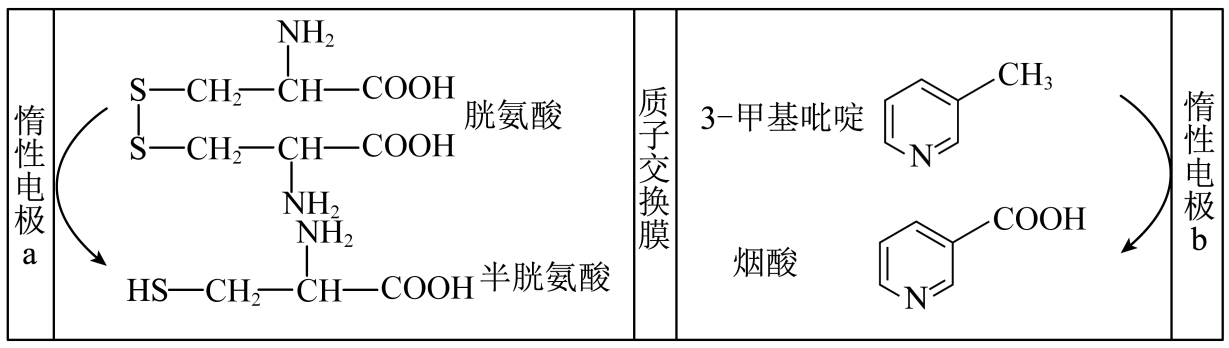 惰性电极a
NH₂
S—CH₂—CH—COOH
胱氨酸
S—CH₂—CH—COOH
NH₂
NH₂
HS—CH₂—CH—COOH
半胱氨酸
质子交换膜
3-甲基吡啶
CH₃
N
烟酸
COOH
N
惰性电极b